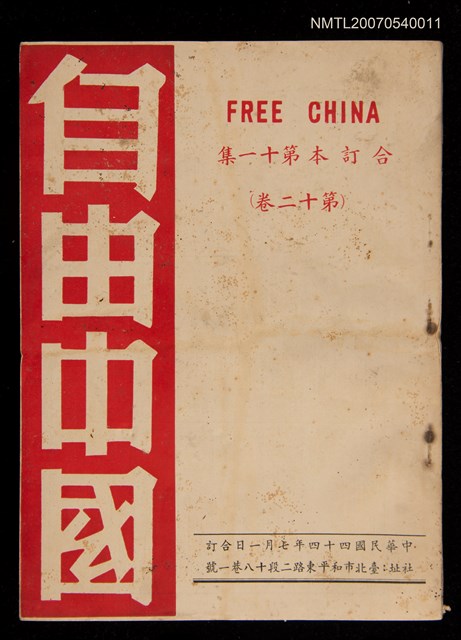 NMTL20070540011
自由中國
FREE CHINA
合訂本第十一集
（第十二卷）
中華民國四十四年七月一日合訂
社址：臺北市和平東路二段十八巷一號